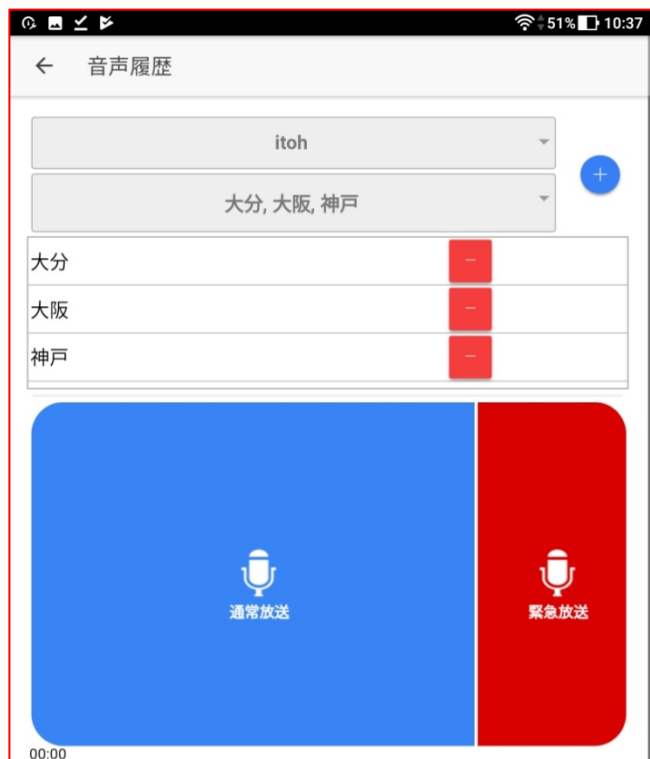 51% 10:37
音声履歴
itoh
大分, 大阪, 神戸
大分
大阪
神戸
通常放送
緊急放送
00:00